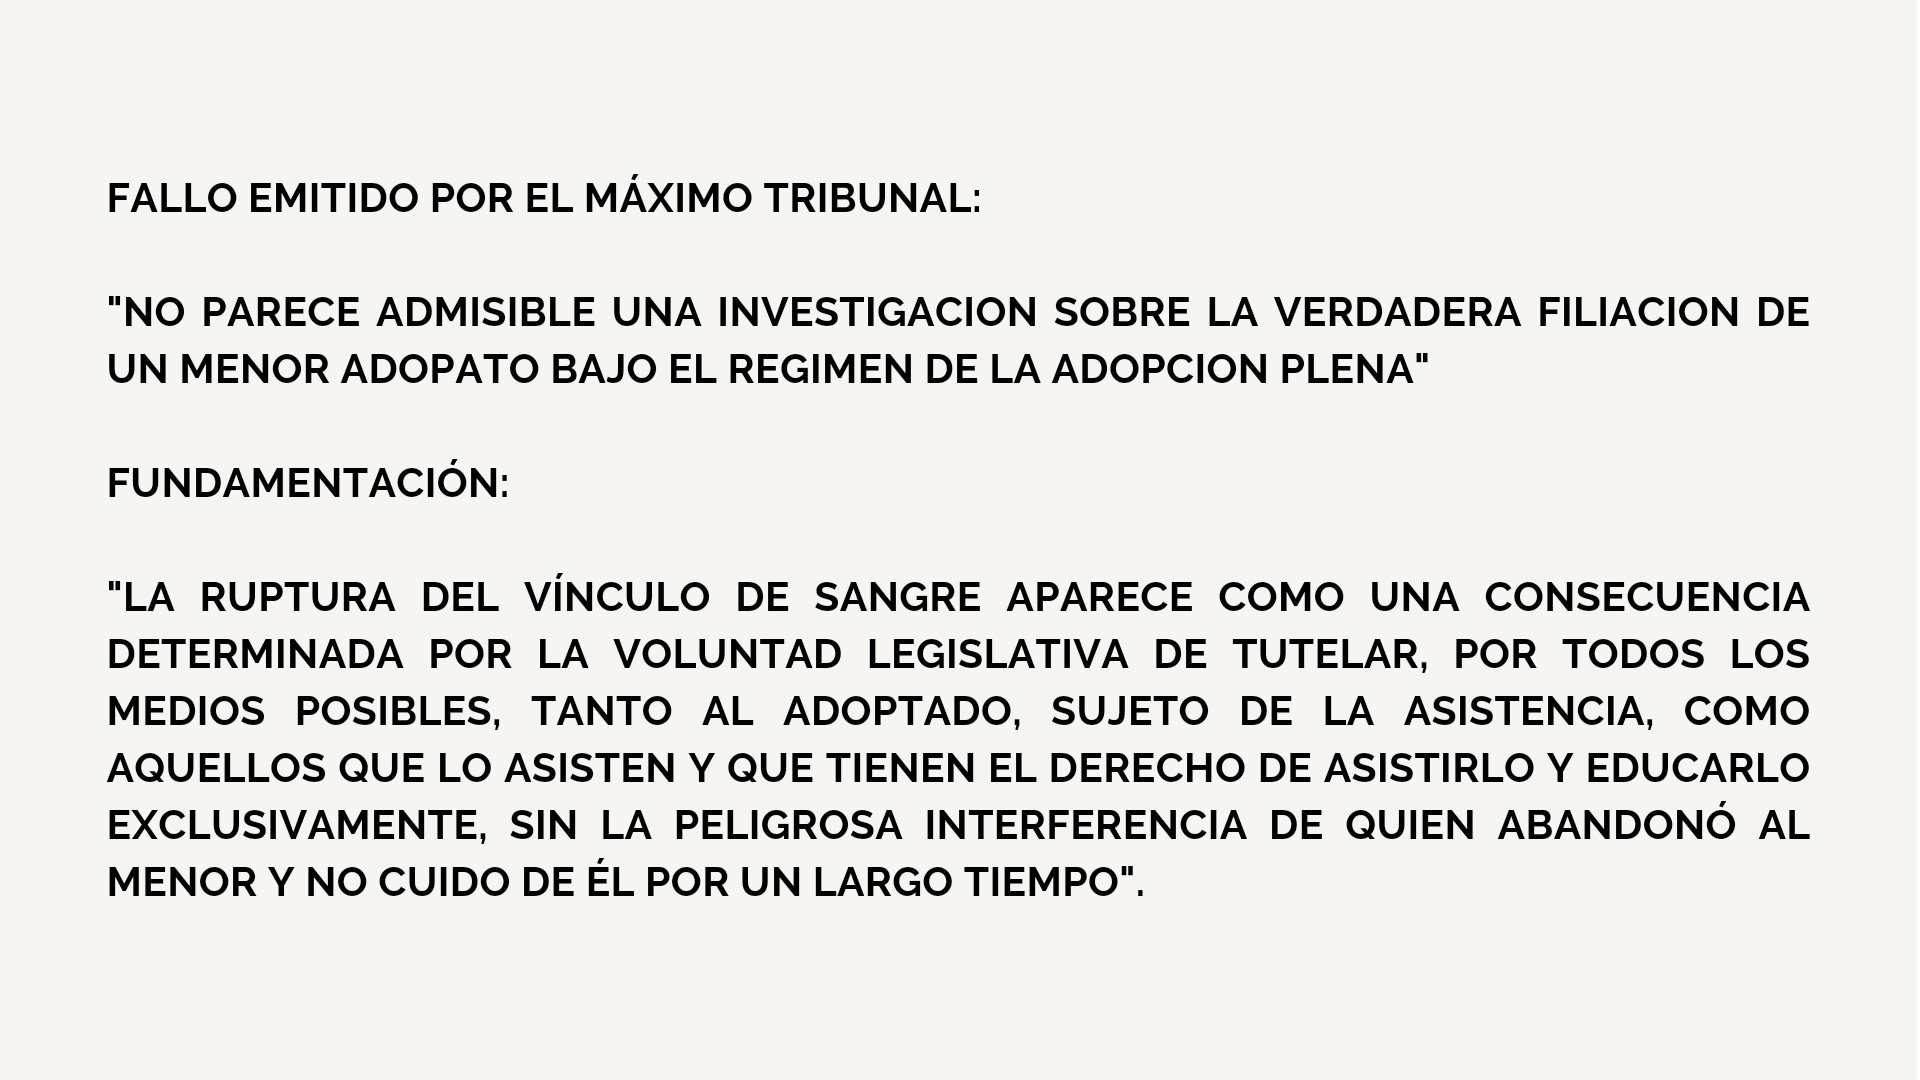 FALLO EMITIDO POR EL MÁXIMO TRIBUNAL:
"NO PARECE ADMISIBLE UNA INVESTIGACION SOBRE LA VERDADERA FILIACION DE
UN MENOR ADOPATO BAJO EL REGIMEN DE LA ADOPCION PLENA"
FUNDAMENTACIÓN:
"LA RUPTURA DEL VÍNCULO DE SANGRE APARECE COMO UNA CONSECUENCIA
DETERMINADA POR LA VOLUNTAD LEGISLATIVA DE TUTELAR, POR TODOS LOS
MEDIOS POSIBLES, TANTO AL ADOPTADO, SUJETO DE LA ASISTENCIA, COMO
AQUELLOS QUE LO ASISTEN Y QUE TIENEN EL DERECHO DE ASISTIRLO Y EDUCARLO
EXCLUSIVAMENTE, SIN LA PELIGROSA INTERFERENCIA DE QUIEN ABANDONÓ AL
MENOR Y NO CUIDO DE ÉL POR UN LARGO TIEMPO".